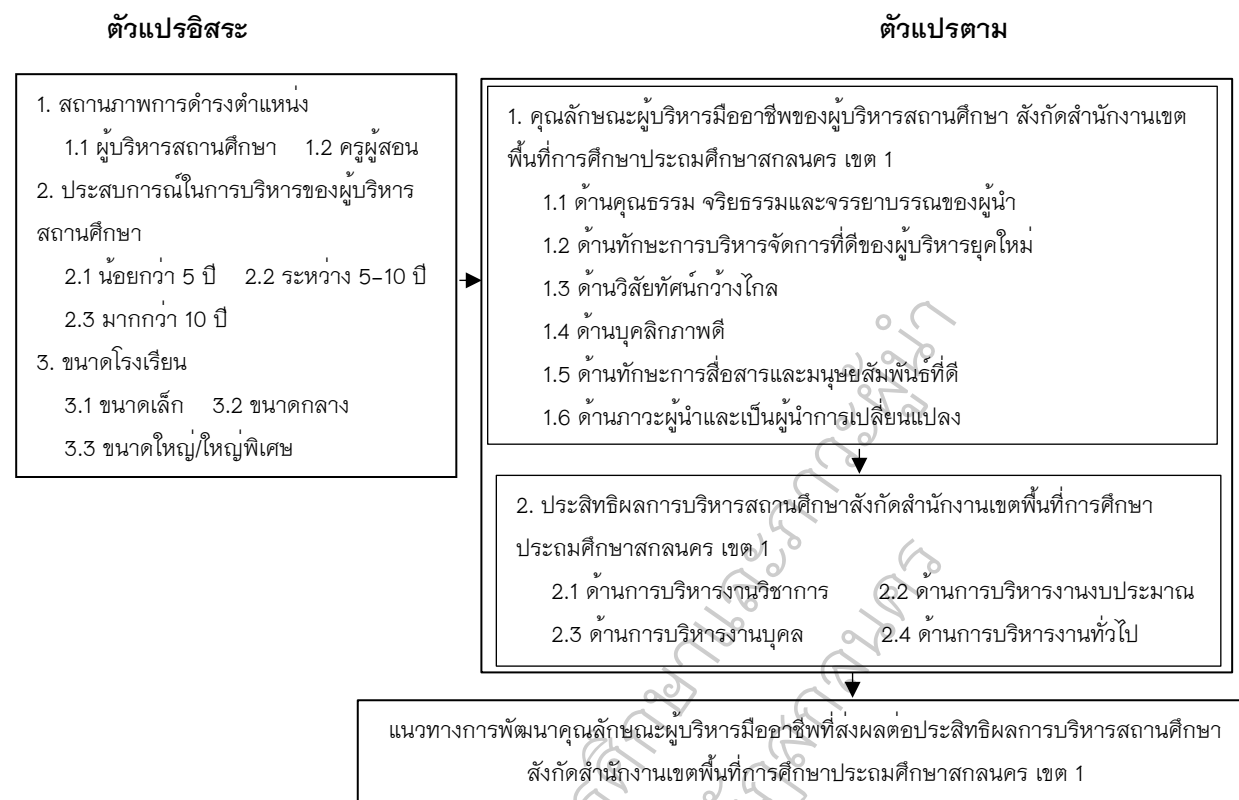 ตัวแปรอิสระ
ตัวแปรตาม
1. สถานภาพการดำรงตำแหน่ง
1.1 ผู้บริหารสถานศึกษา 1.2 ครูผู้สอน
2. ประสบการณ์ในการบริหารของผู้บริหาร
สถานศึกษา
2.1 น้อยกว่า 5 ปี 2.2 ระหว่าง 5–10 ปี
2.3 มากกว่า 10 ปี
3. ขนาดโรงเรียน
3.1 ขนาดเล็ก 3.2 ขนาดกลาง
3.3 ขนาดใหญ่/ใหญ่พิเศษ
1. คุณลักษณะผู้บริหารมืออาชีพของผู้บริหารสถานศึกษา สังกัดสำนักงานเขต
พื้นที่การศึกษาประถมศึกษาสกลนคร เขต 1
1.1 ด้านคุณธรรม จริยธรรมและจรรยาบรรณของผู้นำ
1.2 ด้านทักษะการบริหารจัดการที่ดีของผู้บริหารยุคใหม่
1.3 ด้านวิสัยทัศน์กว้างไกล
1.4 ด้านบุคลิกภาพดี
1.5 ด้านทักษะการสื่อสารและมนุษยสัมพันธ์ที่ดี
1.6 ด้านภาวะผู้นำและเป็นผู้นำการเปลี่ยนแปลง
2. ประสิทธิผลการบริหารสถานศึกษาสังกัดสำนักงานเขตพื้นที่การศึกษา
ประถมศึกษาสกลนคร เขต 1
2.1 ด้านการบริหารงานวิชาการ 2.2 ด้านการบริหารงานงบประมาณ
2.3 ด้านการบริหารงานบุคล 2.4 ด้านการบริหารงานทั่วไป
แนวทางการพัฒนาคุณลักษณะผู้บริหารมืออาชีพที่ส่งผลต่อประสิทธิผลการบริหารสถานศึกษา
สังกัดสำนักงานเขตพื้นที่การศึกษาประถมศึกษาสกลนคร เขต 1